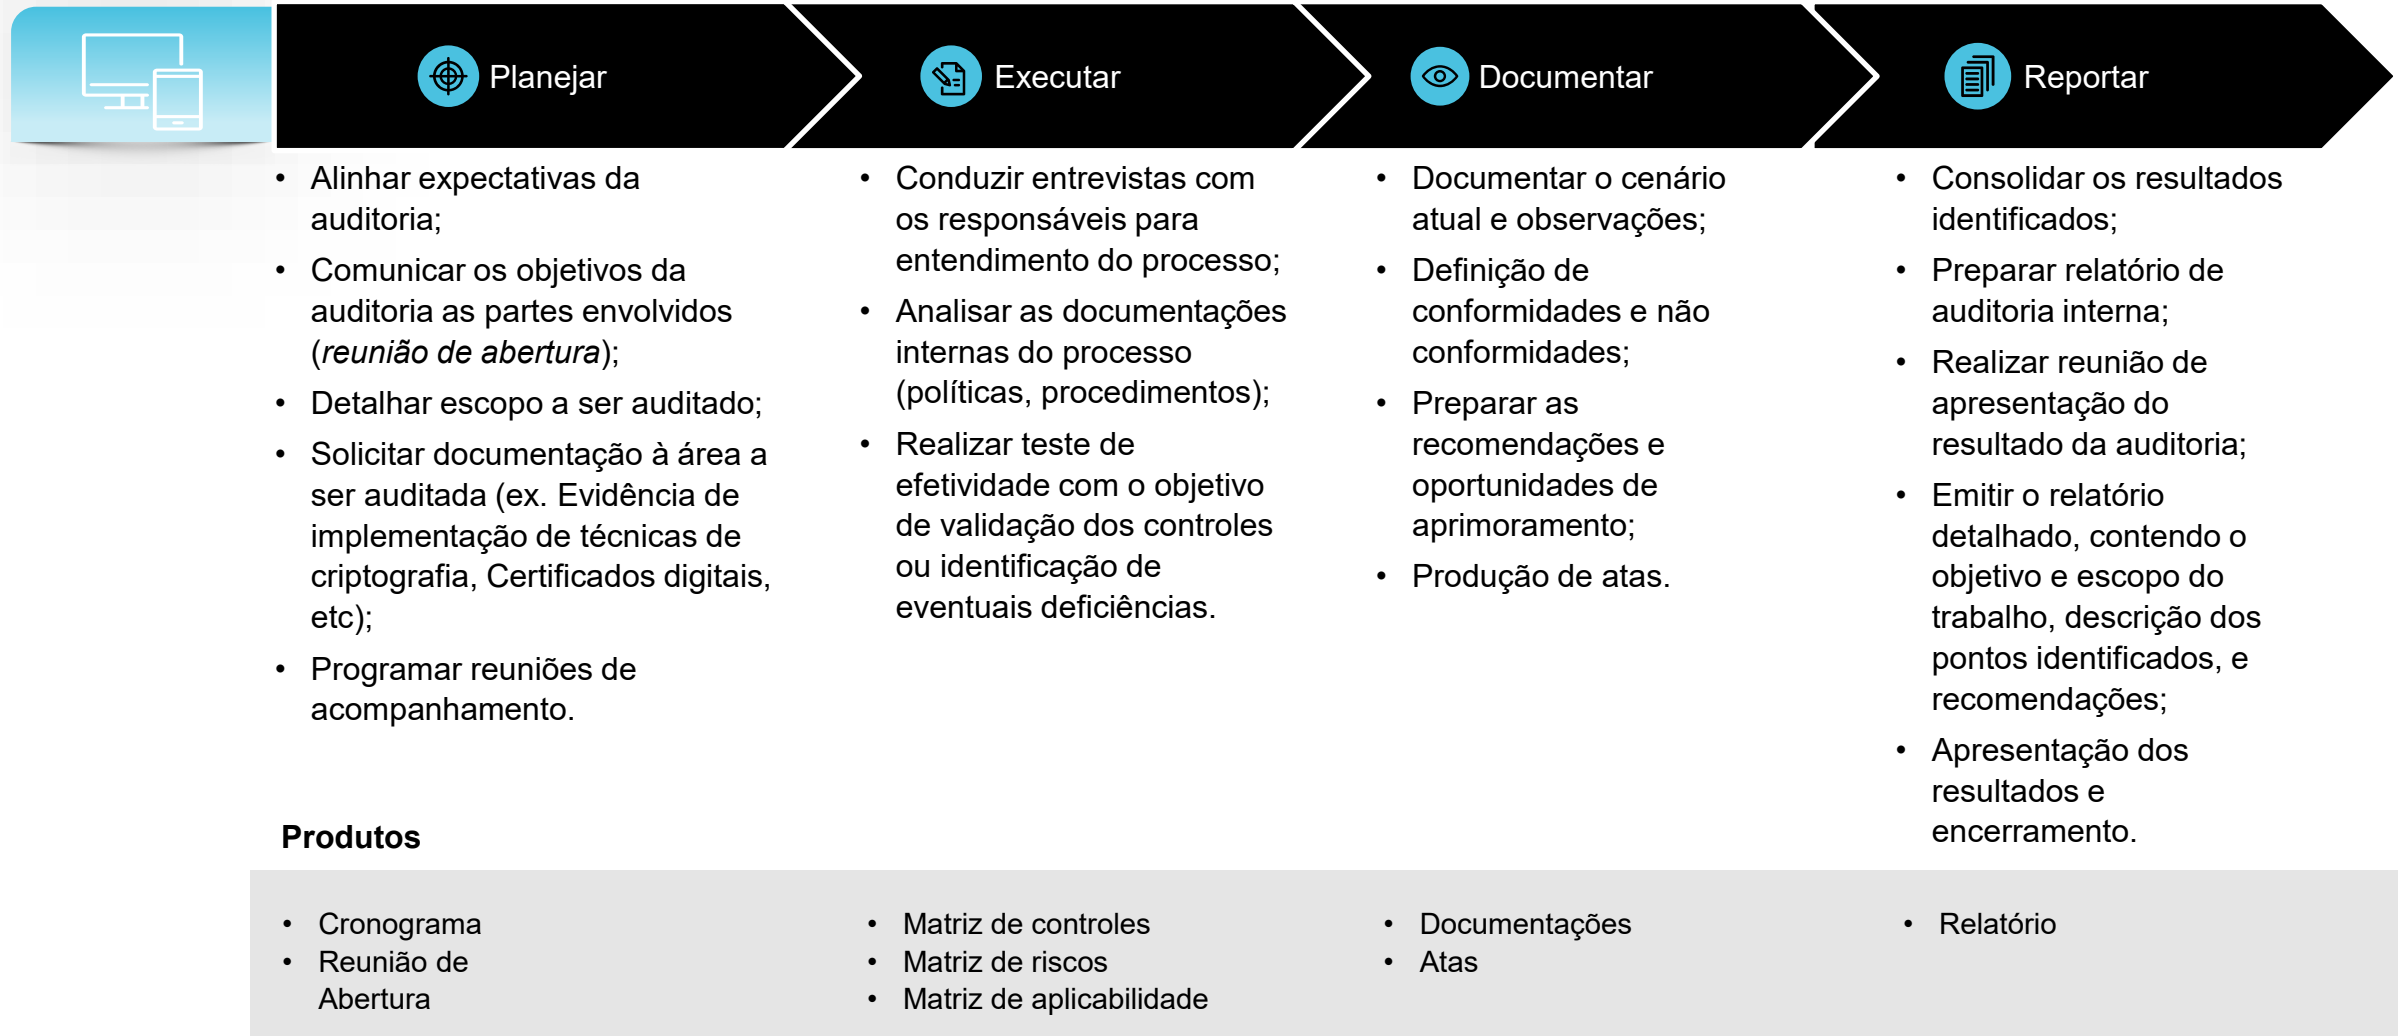 Planejar
Executar
Documentar
Reportar
• Alinhar expectativas da
auditoria;
• Comunicar os objetivos da
auditoria as partes envolvidos
(reunião de abertura);
• Detalhar escopo a ser auditado;
• Solicitar documentação à área a
ser auditada (ex. Evidência de
implementação de técnicas de
criptografia, Certificados digitais,
etc);
• Programar reuniões de
acompanhamento.
• Conduzir entrevistas com
os responsáveis para
entendimento do processo;
• Analisar as documentações
internas do processo
(políticas, procedimentos);
• Realizar teste de
efetividade com o objetivo
de validação dos controles
ou identificação de
eventuais deficiências.
• Documentar o cenário
atual e observações;
• Definição de
conformidades e não
conformidades;
• Preparar as
recomendações e
oportunidades de
aprimoramento;
• Produção de atas.
• Consolidar os resultados
identificados;
• Preparar relatório de
auditoria interna;
• Realizar reunião de
apresentação do
resultado da auditoria;
• Emitir o relatório
detalhado, contendo o
objetivo e escopo do
trabalho, descrição dos
pontos identificados, e
recomendações;
• Apresentação dos
resultados e
encerramento.
Produtos
• Cronograma
• Reunião de
Abertura
• Matriz de controles
• Matriz de riscos
• Matriz de aplicabilidade
• Documentações
• Atas
• Relatório